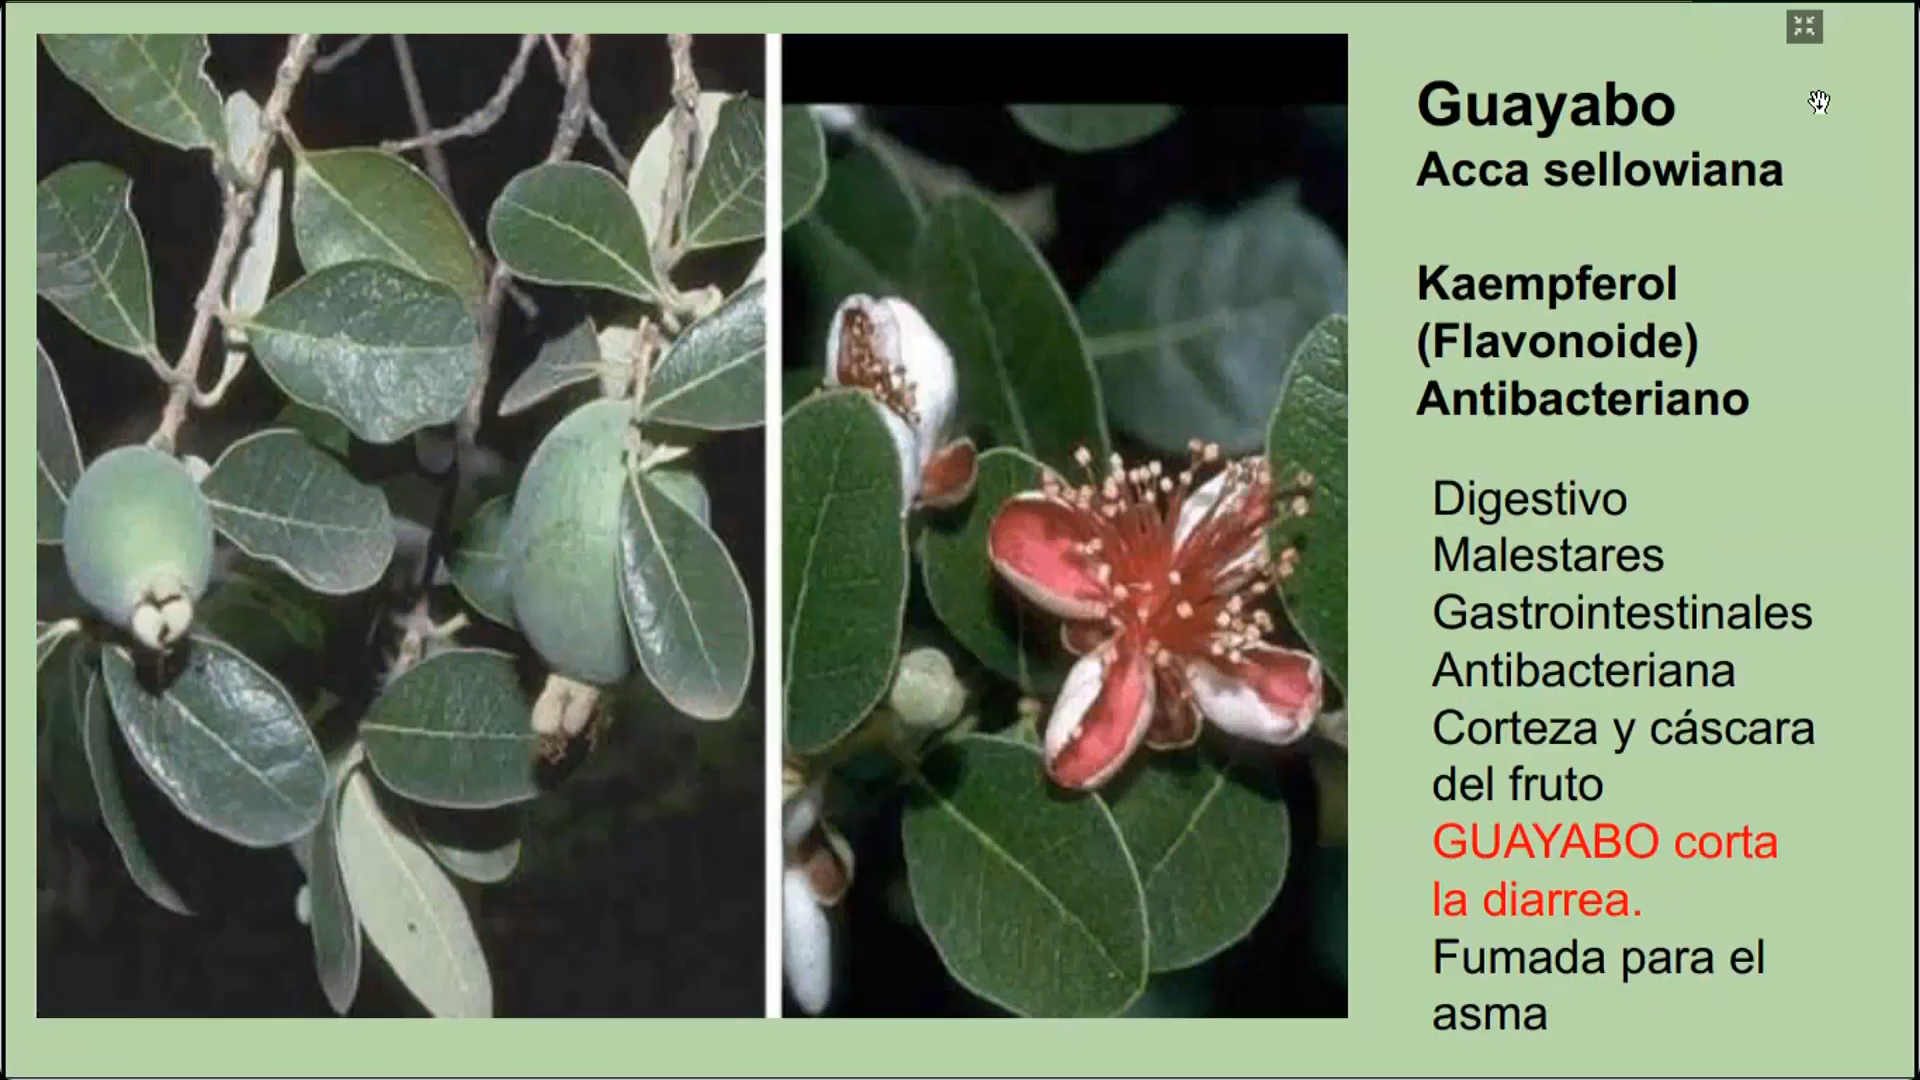 Guayabo
Acca sellowiana
Kaempferol
(Flavonoide)
Antibacteriano
Digestivo
Malestares
Gastrointestinales
Antibacteriana
Corteza y cáscara
del fruto
GUAYABO corta
la diarrea.
Fumada para el
asma